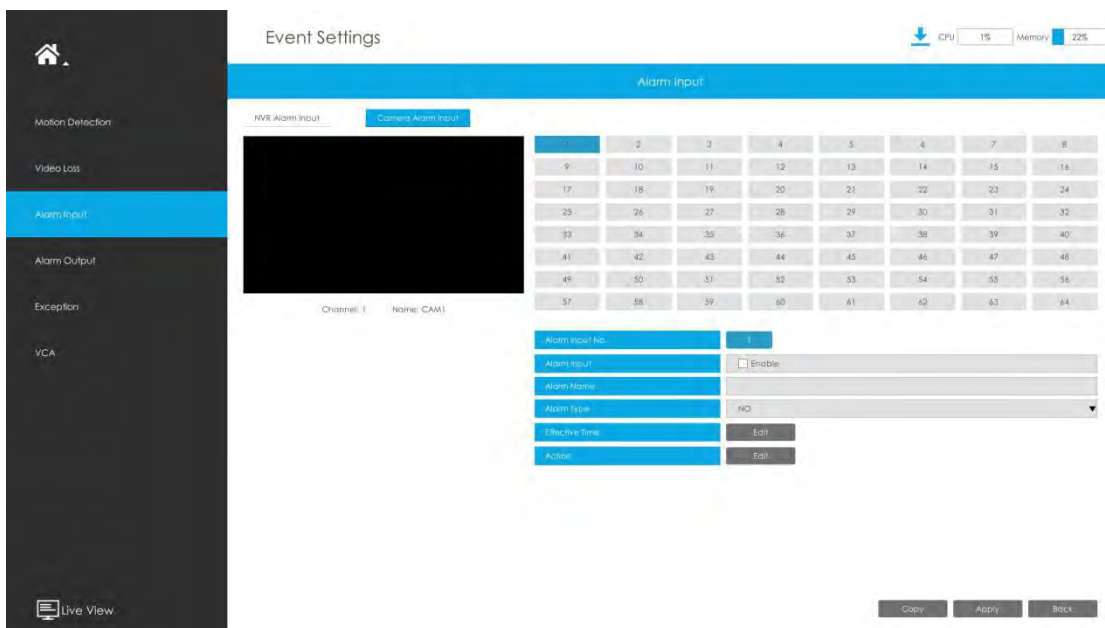 Event Settings
CPU 1% Memory 22%
Alarm Input
Motion Detection
Video Loss
Alarm Input
Alarm Output
Exception
VCA
Live View
NVR Alarm Input Camera Alarm Input
Channel: 1 Name: CAM1
1 2 3 4 5 6 7 8
9 10 11 12 13 14 15 16
17 18 19 20 21 22 23 24
25 26 27 28 29 30 31 32
33 34 35 36 37 38 39 40
41 42 43 44 45 46 47 48
49 50 51 52 53 54 55 56
57 58 59 60 61 62 63 64
Alarm Input No. 1
Alarm Input Enable
Alarm Name
Alarm Type NO
Effective Time Edit
Action Edit
Copy Apply Back